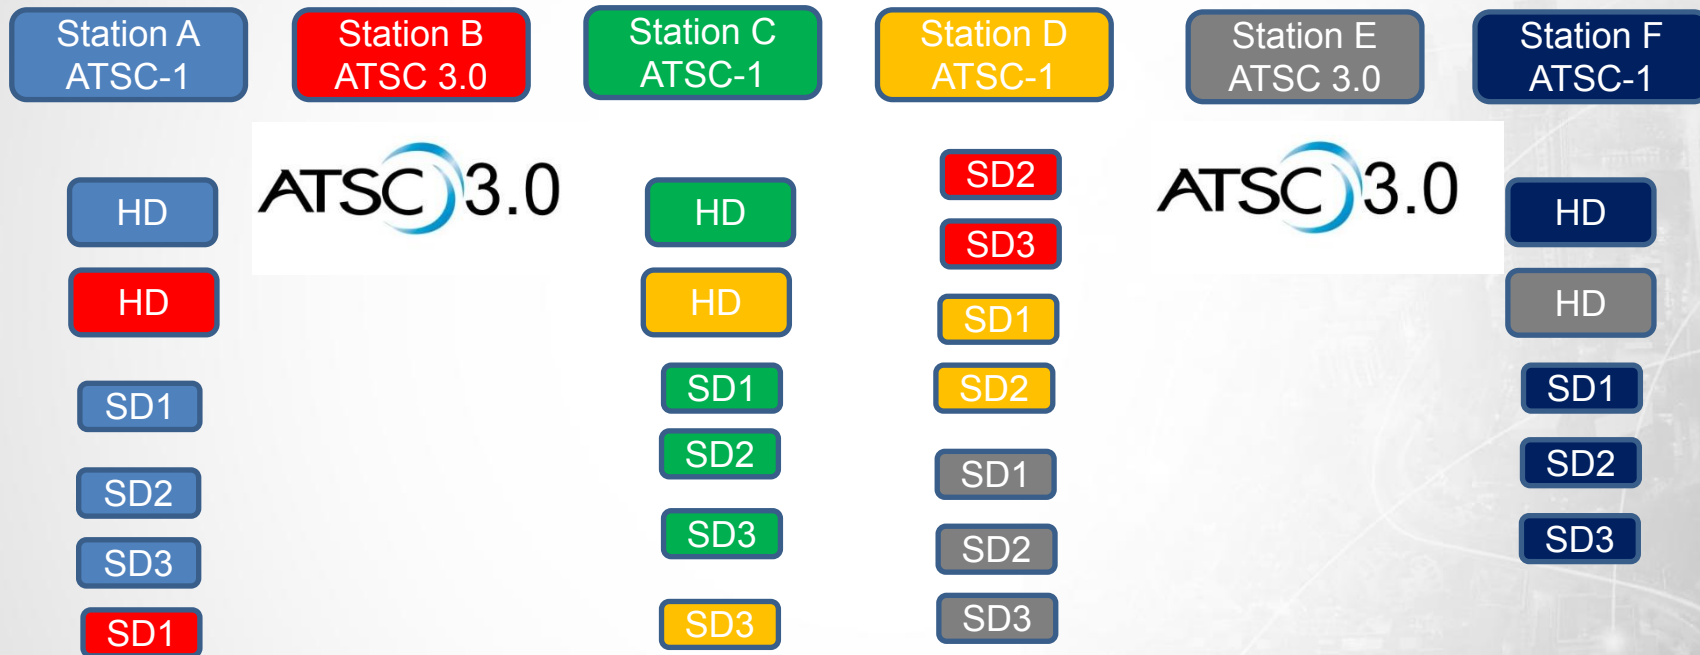 Station A
ATSC-1
Station B
ATSC 3.0
Station C
ATSC-1
Station D
ATSC-1
Station E
ATSC 3.0
Station F
ATSC-1
HD
HD
SD1
SD2
SD3
SD1
ATSC 3.0
HD
HD
SD1
SD2
SD3
SD3
SD2
SD3
SD1
SD2
SD1
SD2
SD3
ATSC 3.0
HD
HD
SD1
SD2
SD3